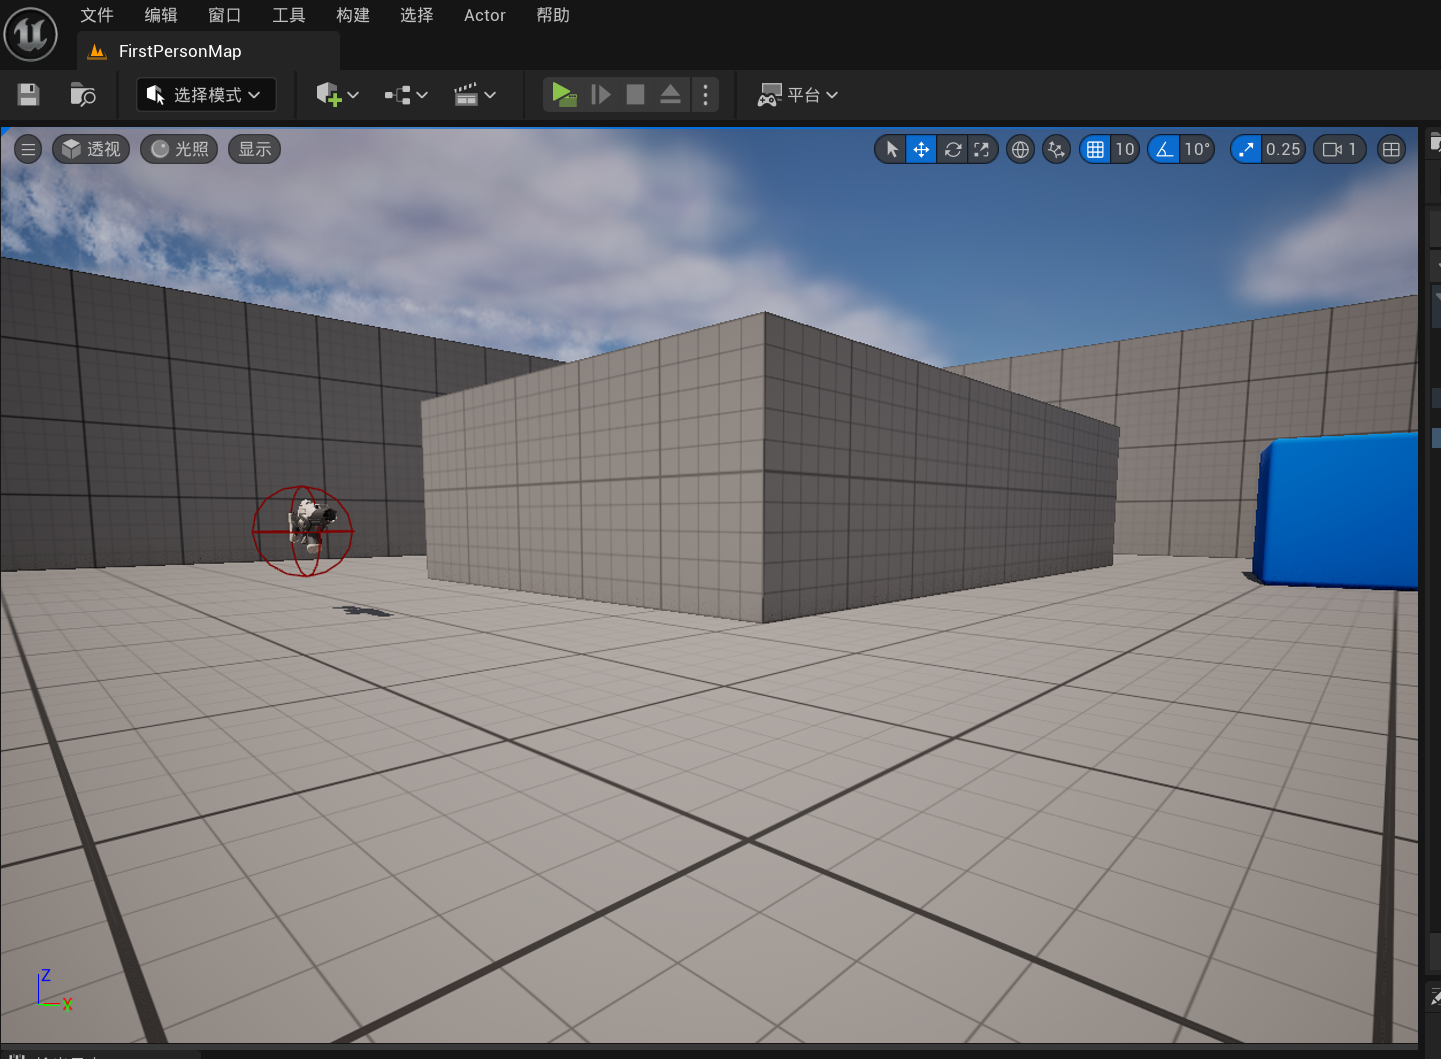 文件 编辑 窗口 工具 构建 选择 Actor 帮助
FirstPersonMap
选择模式 平台
透视 光照 显示 10 10° 0.25 1
Z
X